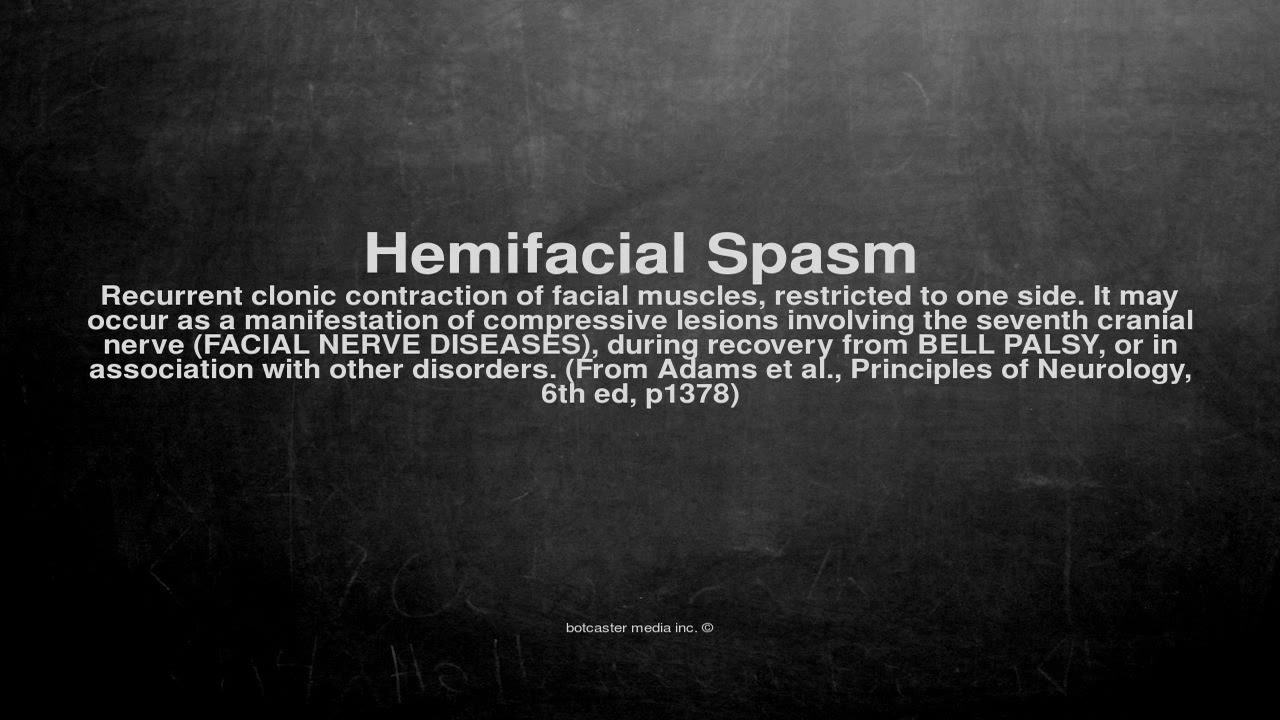 Hemifacial Spasm
Recurrent clonic contraction of facial muscles, restricted to one side. It may
occur as a manifestation of compressive lesions involving the seventh cranial
nerve (FACIAL NERVE DISEASES), during recovery from BELL PALSY, or in
association with other disorders. (From Adams et al., Principles of Neurology,
6th ed, p1378)
botcaster media inc. ©